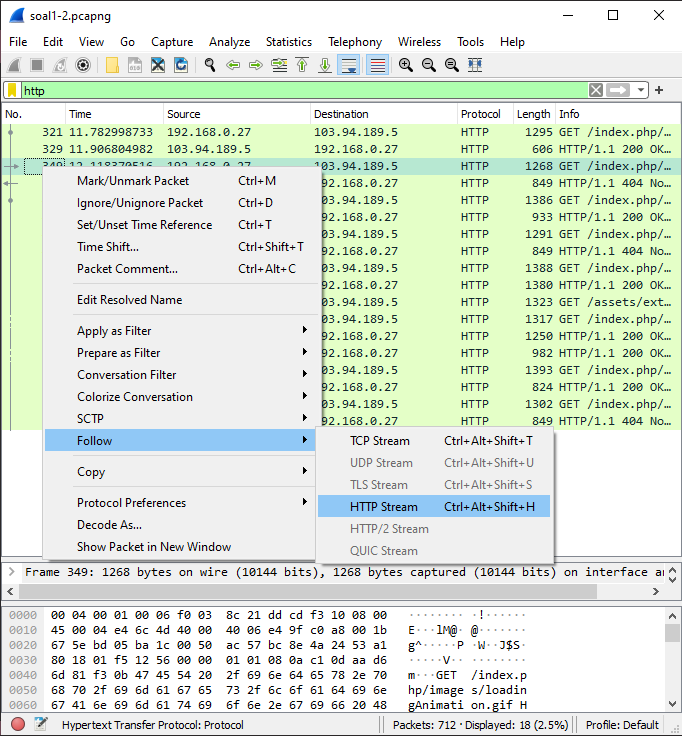 soal1-2.pcapng
File Edit View Go Capture Analyze Statistics Telephony Wireless Tools Help
http
No. Time Source Destination Protocol Length Info
321 11.782998733 192.168.0.27 103.94.189.5 HTTP 1295 GET /index.php/…
329 11.906804982 103.94.189.5 192.168.0.27 HTTP 606 HTTP/1.1 200 OK…
349 12.118370516 192.168.0.27 103.94.189.5 HTTP 1268 GET /index.php/…
Mark/Unmark Packet Ctrl+M 192.168.0.27 HTTP 849 HTTP/1.1 404 No…
Ignore/Unignore Packet Ctrl+D 103.94.189.5 HTTP 1386 GET /index.php/…
Set/Unset Time Reference Ctrl+T 192.168.0.27 HTTP 933 HTTP/1.1 200 OK…
Time Shift... Ctrl+Shift+T 103.94.189.5 HTTP 1291 GET /index.php/…
192.168.0.27 HTTP 849 HTTP/1.1 404 No…
Packet Comment... Ctrl+Alt+C 103.94.189.5 HTTP 1388 GET /index.php/…
192.168.0.27 HTTP 1380 HTTP/1.1 200 OK…
Edit Resolved Name 103.94.189.5 HTTP 1323 GET /assets/ext…
103.94.189.5 HTTP 1317 GET /index.php/…
Apply as Filter 192.168.0.27 HTTP 1250 HTTP/1.1 200 OK…
Prepare as Filter 192.168.0.27 HTTP 982 HTTP/1.1 200 OK…
Conversation Filter 103.94.189.5 HTTP 1393 GET /index.php/…
Colorize Conversation 192.168.0.27 HTTP 824 HTTP/1.1 200 OK…
103.94.189.5 HTTP 1302 GET /index.php/…
SCTP 192.168.0.27 HTTP 849 HTTP/1.1 404 No…
Follow TCP Stream Ctrl+Alt+Shift+T
UDP Stream Ctrl+Alt+Shift+U
Copy
TLS Stream Ctrl+Alt+Shift+S
Protocol Preferences HTTP Stream Ctrl+Alt+Shift+H
Decode As... HTTP/2 Stream
Show Packet in New Window QUIC Stream
Frame 349: 1268 bytes on wire (10144 bits), 1268 bytes captured (10144 bits) on interface a
0000 00 04 00 01 00 06 f0 03 8c 21 dd cd f3 10 08 00 ········ ·!······
0010 45 00 04 e6 6c 4d 40 00 40 06 e4 9f c0 a8 00 1b E···lM@· @·······
0020 67 5e bd 05 ba 1c 00 50 ac 57 bc 8e 4a 24 53 a1 g^·····P ·W··J$S·
0030 80 18 01 f5 12 56 00 00 01 01 08 0a c1 0d aa d6 ·····V·· ········
0040 6d 81 f3 0b 47 45 54 20 2f 69 6e 64 65 78 2e 70 m···GET /index.p
0050 68 70 2f 69 6d 61 67 65 73 2f 6c 6f 61 64 69 6e hp/image s/loadin
0060 67 41 6e 69 6d 61 74 69 6f 6e 2e 67 69 66 20 48 gAnimati on.gif H
Hypertext Transfer Protocol: Protocol Packets: 712 · Displayed: 18 (2.5%) Profile: Default